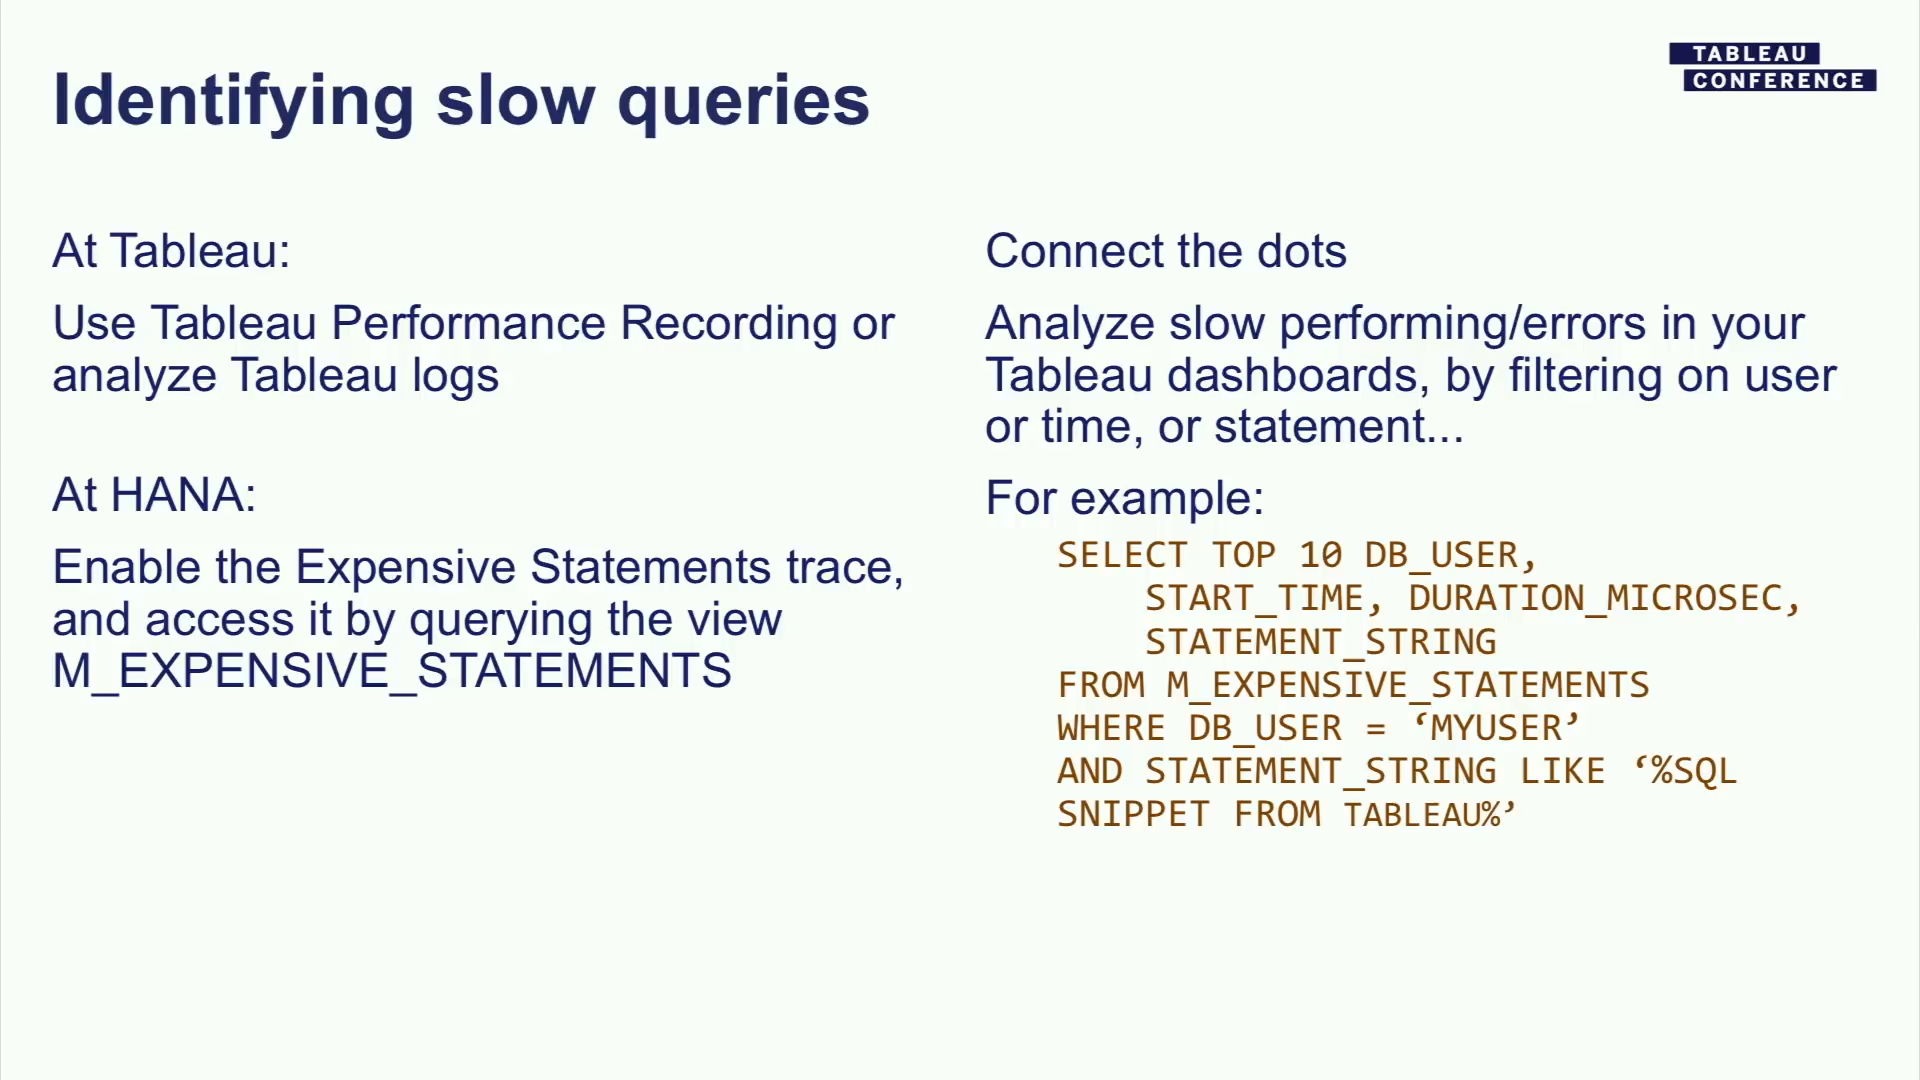 Identifying slow queries
TABLEAU
CONFERENCE
At Tableau:
Use Tableau Performance Recording or
analyze Tableau logs
At HANA:
Enable the Expensive Statements trace,
and access it by querying the view
M_EXPENSIVE_STATEMENTS
Connect the dots
Analyze slow performing/errors in your
Tableau dashboards, by filtering on user
or time, or statement...
For example:
SELECT TOP 10 DB_USER,
START_TIME, DURATION_MICROSEC,
STATEMENT_STRING
FROM M_EXPENSIVE_STATEMENTS
WHERE DB_USER = ‘MYUSER’
AND STATEMENT_STRING LIKE ‘%SQL
SNIPPET FROM TABLEAU%’